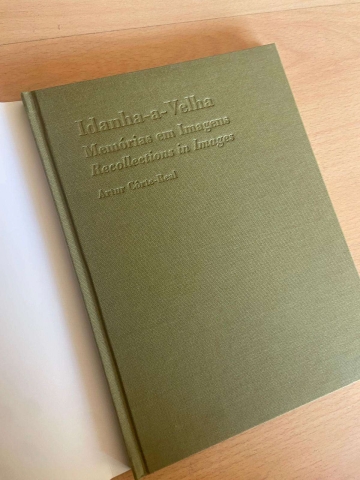 Idanha-a-Velha
Memórias em Imagens
Recollections in Images
Artur Côrte-Real